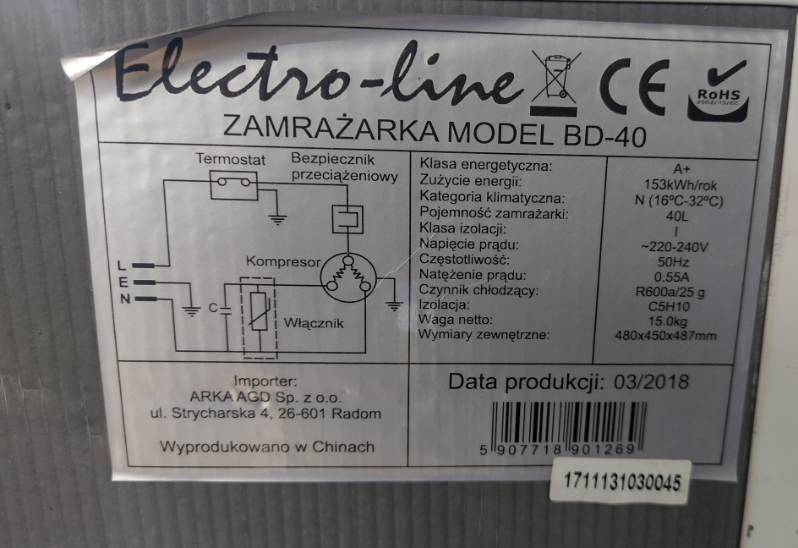 Electro-line
CE
RoHS
ZAMRAŻARKA MODEL BD-40
Termostat
Bezpiecznik
przeciążeniowy
Kompresor
L
E
N
C
Włącznik
Klasa energetyczna: A+
Zużycie energii: 153kWh/rok
Kategoria klimatyczna: N (16ºC-32ºC)
Pojemność zamrażarki: 40L
Klasa izolacji: I
Napięcie prądu: ~220-240V
Częstotliwość: 50Hz
Natężenie prądu: 0.55A
Czynnik chłodzący: R600a/25 g
Izolacja: C5H10
Waga netto: 15.0kg
Wymiary zewnętrzne: 480x450x487mm
Importer:
ARKA AGD Sp. z o.o.
ul. Strycharska 4, 26-601 Radom
Wyprodukowano w Chinach
Data produkcji: 03/2018
5 907718 901269
1711131030045